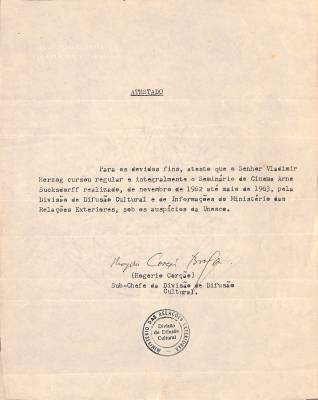 ATESTADO
Para os devidos fins, atesto que o Senhor Vladimir
Herzog cursou regular e integralmente o Seminário de Cinema Arne
Sucksdorff realizado, de novembro de 1962 até maio de 1963, pela
Divisão de Difusão Cultural e de Informações do Ministério das
Relações Exteriores, sob os auspícios da Unesco.
(Rogerio Corção)
Sub-Chefe da Divisão de Difusão
Cultural.
MINISTÉRIO DAS RELAÇÕES EXTERIORES
Divisão
de Difusão
Cultural